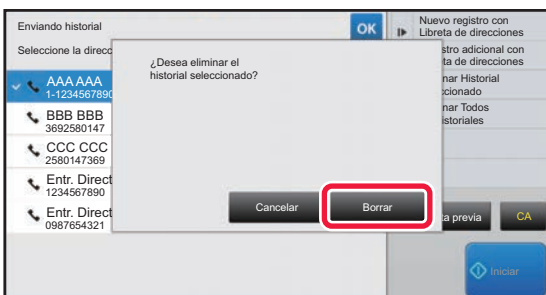 Enviando historial
OK
Nuevo registro con
Libreta de direcciones
Seleccione la direcc
stro adicional con
ta de direcciones
¿Desea eliminar el
historial seleccionado?
AAA AAA
1-1234567890
nar Historial
ccionado
BBB BBB
3692580147
nar Todos
istoriales
CCC CCC
2580147369
Entr. Direct
1234567890
Cancelar
Borrar
Entr. Direct
0987654321
ta previa
CA
Iniciar